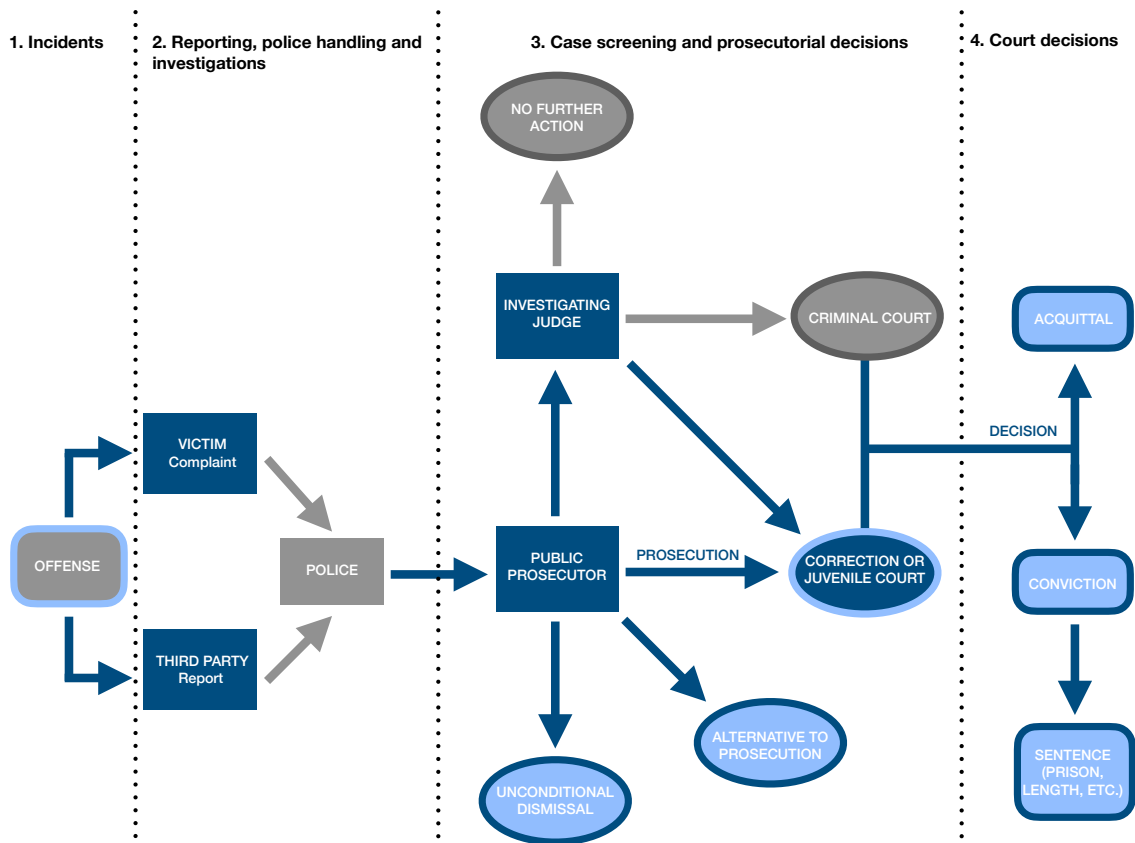 1. Incidents
2. Reporting, police handling and
investigations
3. Case screening and prosecutorial decisions
4. Court decisions
NO FURTHER
ACTION
INVESTIGATING
JUDGE
CRIMINAL COURT
ACQUITTAL
VICTIM
Complaint
DECISION
OFFENSE
POLICE
PUBLIC
PROSECUTOR
PROSECUTION
CORRECTION OR
JUVENILE COURT
CONVICTION
THIRD PARTY
Report
ALTERNATIVE TO
PROSECUTION
UNCONDITIONAL
DISMISSAL
SENTENCE
(PRISON,
LENGTH, ETC.)